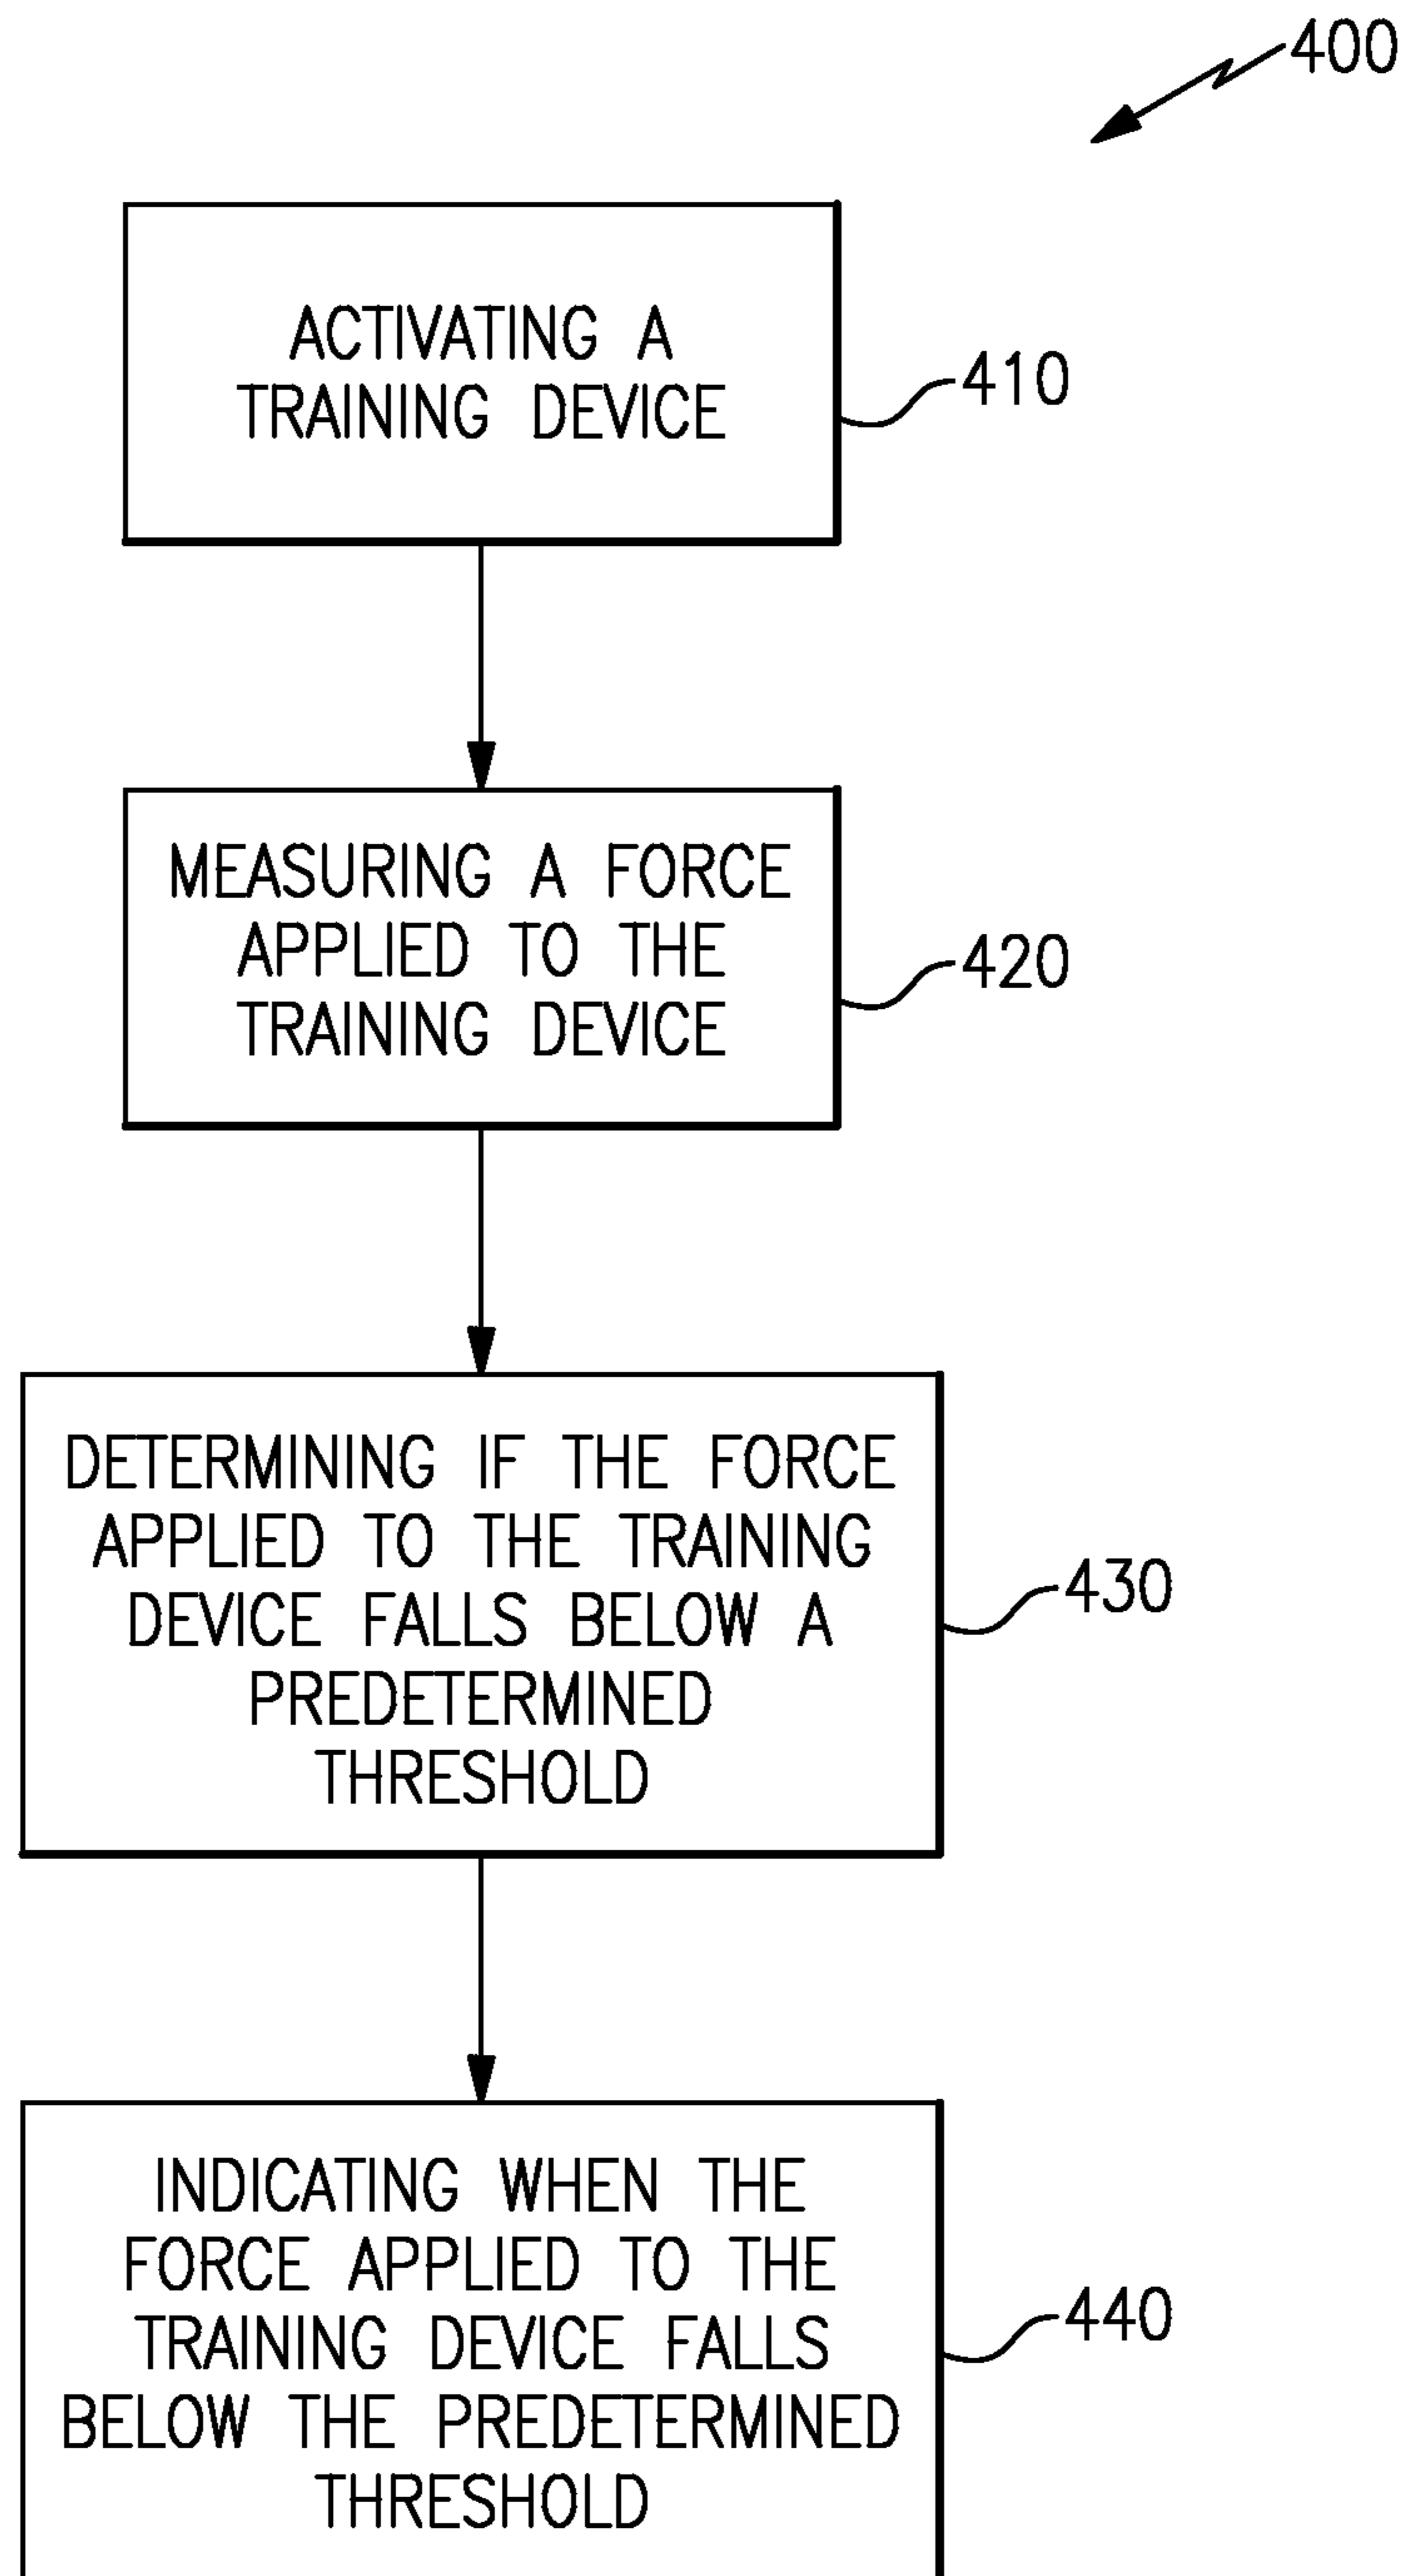 400
ACTIVATING A
TRAINING DEVICE
410
MEASURING A FORCE
APPLIED TO THE
TRAINING DEVICE
420
DETERMINING IF THE FORCE
APPLIED TO THE TRAINING
DEVICE FALLS BELOW A
PREDETERMINED
THRESHOLD
430
INDICATING WHEN THE
FORCE APPLIED TO THE
TRAINING DEVICE FALLS
BELOW THE PREDETERMINED
THRESHOLD
440